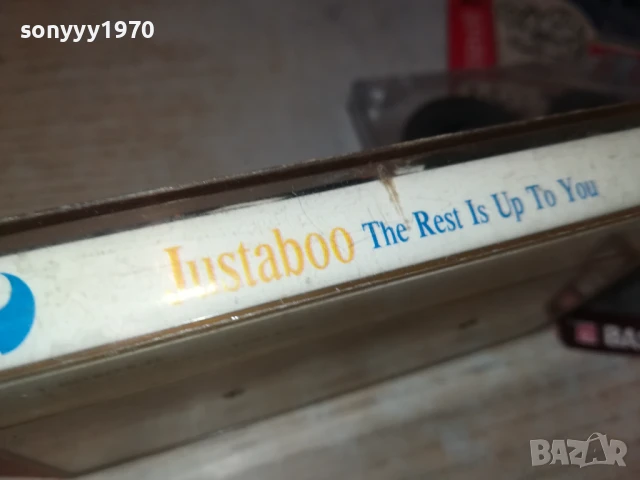 sonyyy1970
Justaboo The Rest Is Up To You
BAZAR